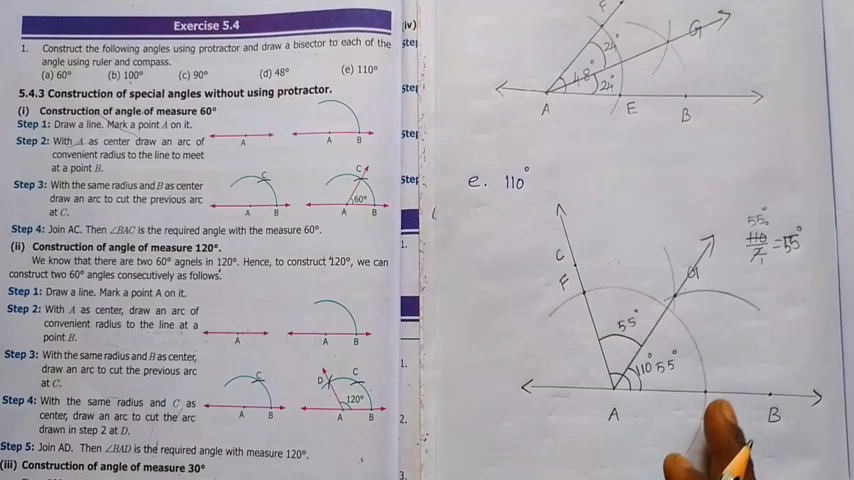 Exercise 5.4
1. Construct the following angles using protractor and draw a bisector to each of the
angle using ruler and compass.
(a) 60° (b) 100° (c) 90° (d) 48° (e) 110°
5.4.3 Construction of special angles without using protractor.
(i) Construction of angle of measure 60°
Step 1: Draw a line. Mark a point A on it.
A
A B
Step 2: With A as center draw an arc of
convenient radius to the line to meet
at a point B.
Step 3: With the same radius and B as center
draw an arc to cut the previous arc
at C.
C
A B
C
60°
A B
Step 4: Join AC. Then ∠BAC is the required angle with the measure 60°.
(ii) Construction of angle of measure 120°
We know that there are two 60° agnels in 120°. Hence, to construct 120°, we can
construct two 60° angles consecutively as follows.
Step 1: Draw a line. Mark a point A on it.
Step 2: With A as center, draw an arc of
convenient radius to the line at a
point B.
A
A B
Step 3: With the same radius and B as center,
draw an arc to cut the previous arc
at C.
C
A B
D C
120°
A B
Step 4: With the same radius and C as
center, draw an arc to cut the arc
drawn in step 2 at D.
Step 5: Join AD. Then ∠BAD is the required angle with measure 120°.
(iii) Construction of angle of measure 30°
(iv)
Step
1.
1.
2.
3.
F
G
24°
48°
24°
A E B
e. 110°
C
F
G
55°
110° 55°
A B
55°
110/2 = 55°
1